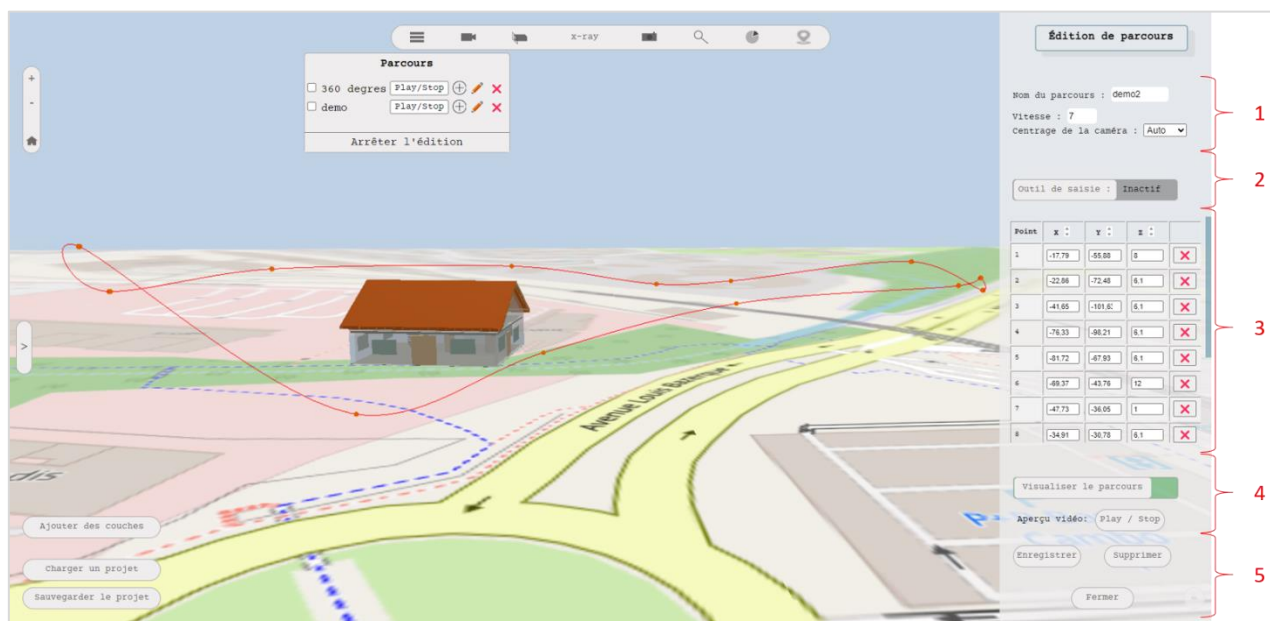 x-ray
Parcours
360 degres Play/Stop
demo Play/Stop
Arrêter l'édition
+
-
>
Avenue Louis Bazerque
dis
Ajouter des couches
Charger un projet
Sauvegarder le projet
Édition de parcours
Nom du parcours : demo2
Vitesse : 7
Centrage de la caméra : Auto
Outil de saisie : Inactif
Point X Y Z
1 -17,79 -55,88 8
2 -22,86 -72,48 6,1
3 -41,65 6,1
4 -76,33 -98,21 6,1
5 -81,72 -67,93 6,1
6 -69,37 -43,76 12
7 -47,73 -36,05 1
8 -34,91 -30,78 6,1
Visualiser le parcours
Aperçu vidéo: Play / Stop
Enregistrer Supprimer
Fermer
1
2
3
4
5